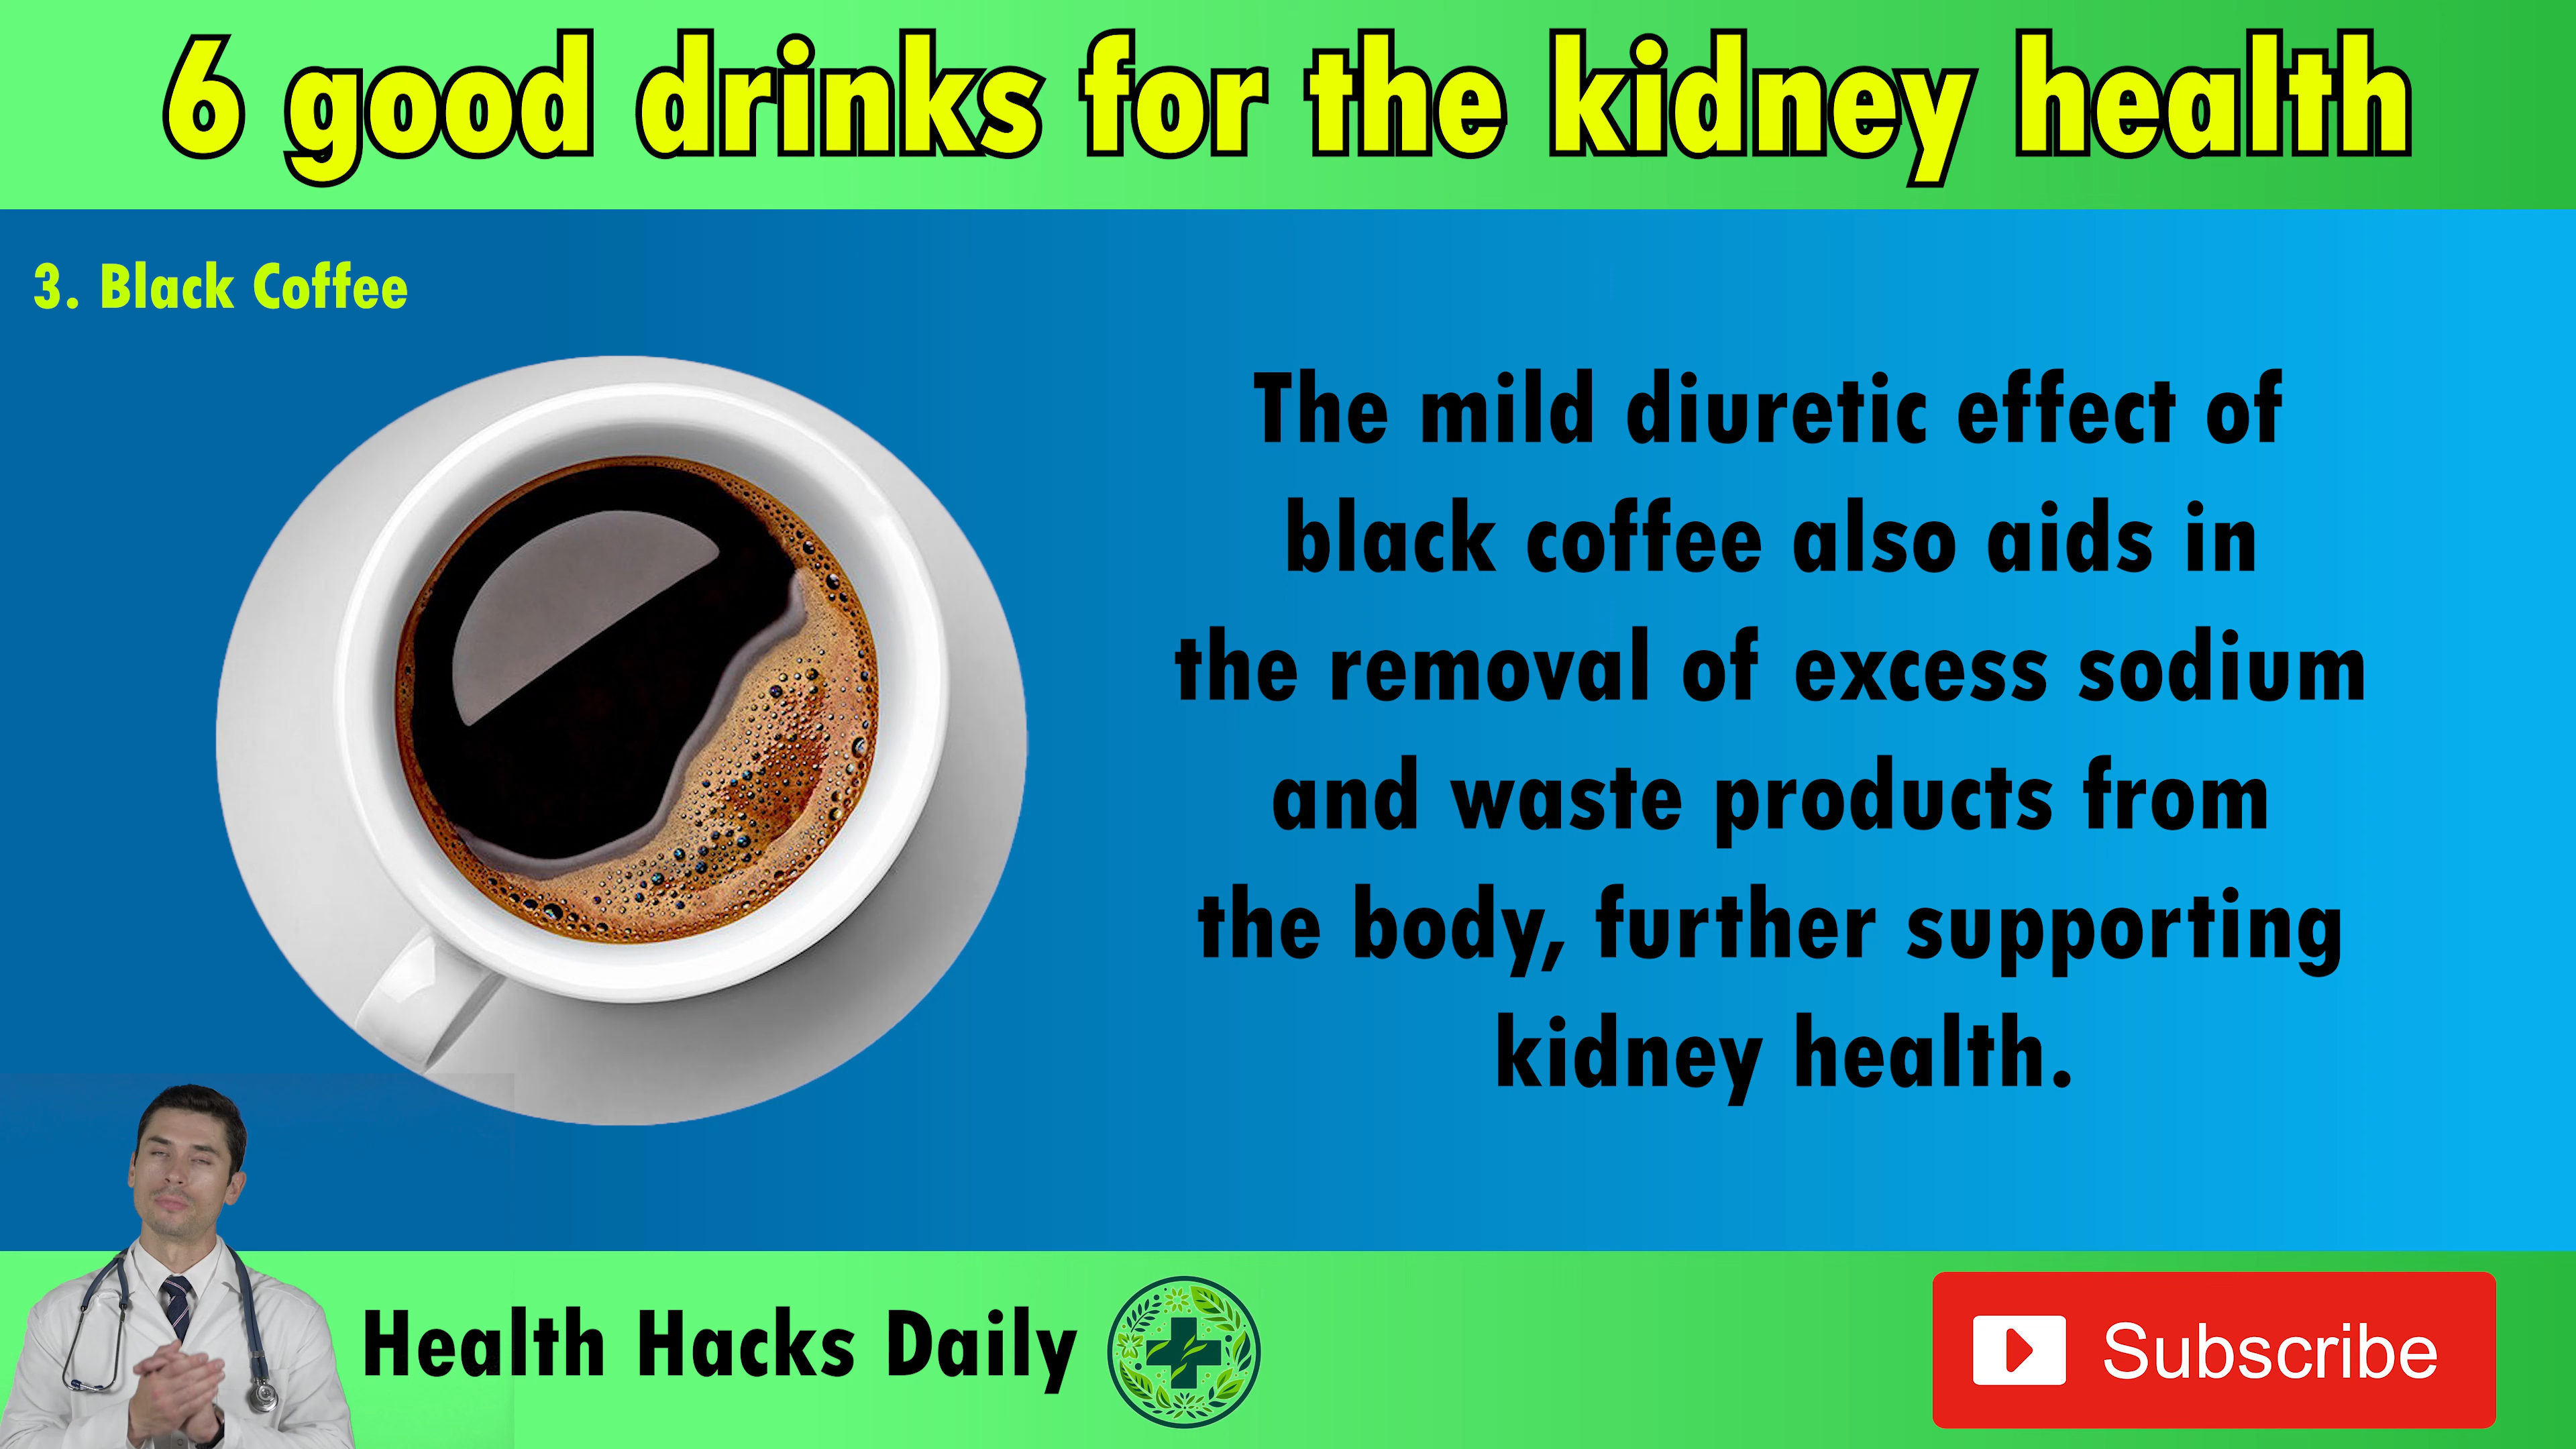 6 good drinks for the kidney health
3. Black Coffee
The mild diuretic effect of
black coffee also aids in
the removal of excess sodium
and waste products from
the body, further supporting
kidney health.
Health Hacks Daily
Subscribe